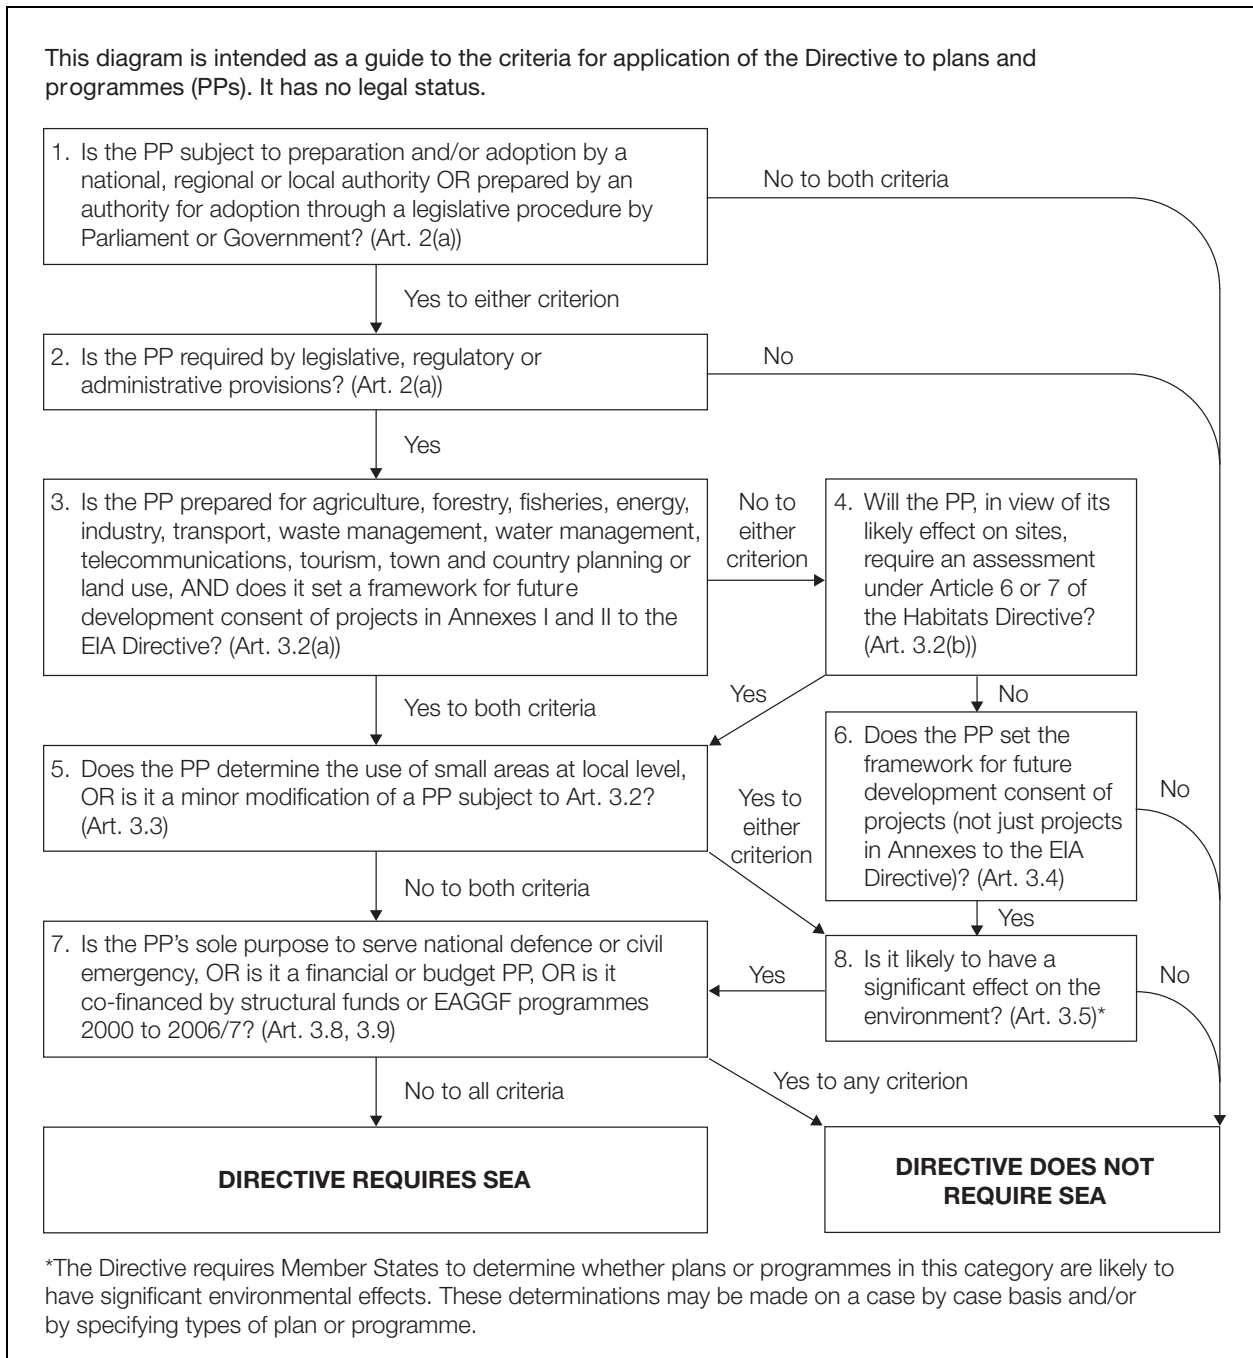 This diagram is intended as a guide to the criteria for application of the Directive to plans and
programmes (PPs). It has no legal status.
1. Is the PP subject to preparation and/or adoption by a
national, regional or local authority OR prepared by an
authority for adoption through a legislative procedure by
Parliament or Government? (Art. 2(a))
No to both criteria
Yes to either criterion
2. Is the PP required by legislative, regulatory or
administrative provisions? (Art. 2(a))
No
Yes
3. Is the PP prepared for agriculture, forestry, fisheries, energy,
industry, transport, waste management, water management,
telecommunications, tourism, town and country planning or
land use, AND does it set a framework for future
development consent of projects in Annexes I and II to the
EIA Directive? (Art. 3.2(a))
No to
either
criterion
4. Will the PP, in view of its
likely effect on sites,
require an assessment
under Article 6 or 7 of
the Habitats Directive?
(Art. 3.2(b))
Yes to both criteria
Yes
No
5. Does the PP determine the use of small areas at local level,
OR is it a minor modification of a PP subject to Art. 3.2?
(Art. 3.3)
Yes to
either
criterion
6. Does the PP set the
framework for future
development consent of
projects (not just projects
in Annexes to the EIA
Directive)? (Art. 3.4)
No
No to both criteria
Yes
7. Is the PP's sole purpose to serve national defence or civil
emergency, OR is it a financial or budget PP, OR is it
co-financed by structural funds or EAGGF programmes
2000 to 2006/7? (Art. 3.8, 3.9)
Yes
8. Is it likely to have a
significant effect on the
environment? (Art. 3.5)*
No
No to all criteria
Yes to any criterion
DIRECTIVE REQUIRES SEA
DIRECTIVE DOES NOT
REQUIRE SEA
*The Directive requires Member States to determine whether plans or programmes in this category are likely to
have significant environmental effects. These determinations may be made on a case by case basis and/or
by specifying types of plan or programme.